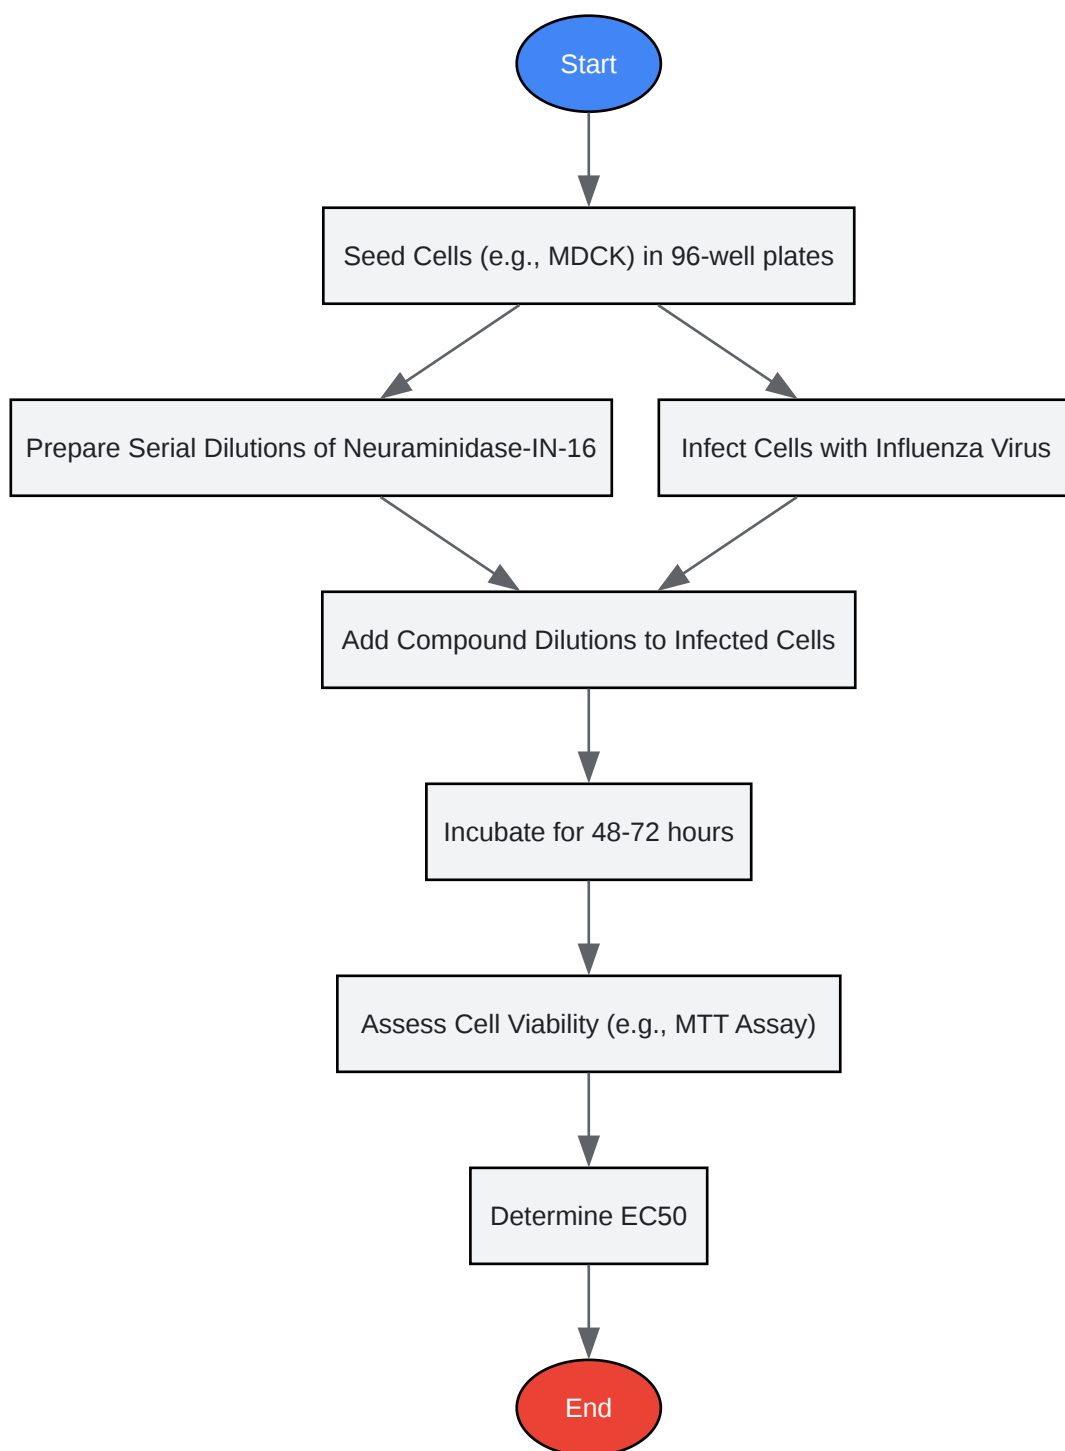 Start
Seed Cells (e.g., MDCK) in 96-well plates
Prepare Serial Dilutions of Neuraminidase-IN-16
Infect Cells with Influenza Virus
Add Compound Dilutions to Infected Cells
Incubate for 48-72 hours
Assess Cell Viability (e.g., MTT Assay)
Determine EC50
End